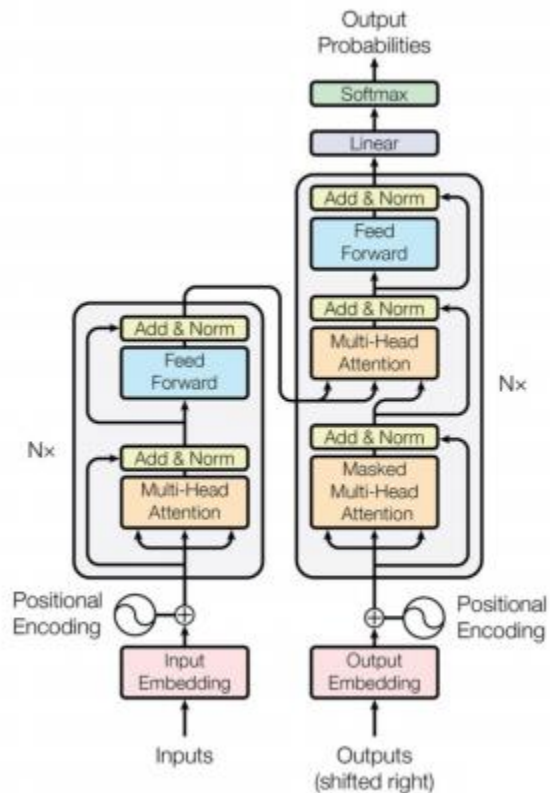 Output
Probabilities
Softmax
Linear
Add & Norm
Feed
Forward
Add & Norm
Multi-Head
Attention
Add & Norm
Masked
Multi-Head
Attention
Nx
Add & Norm
Feed
Forward
Add & Norm
Multi-Head
Attention
Nx
Positional
Encoding
Positional
Encoding
Input
Embedding
Output
Embedding
Inputs
Outputs
(shifted right)